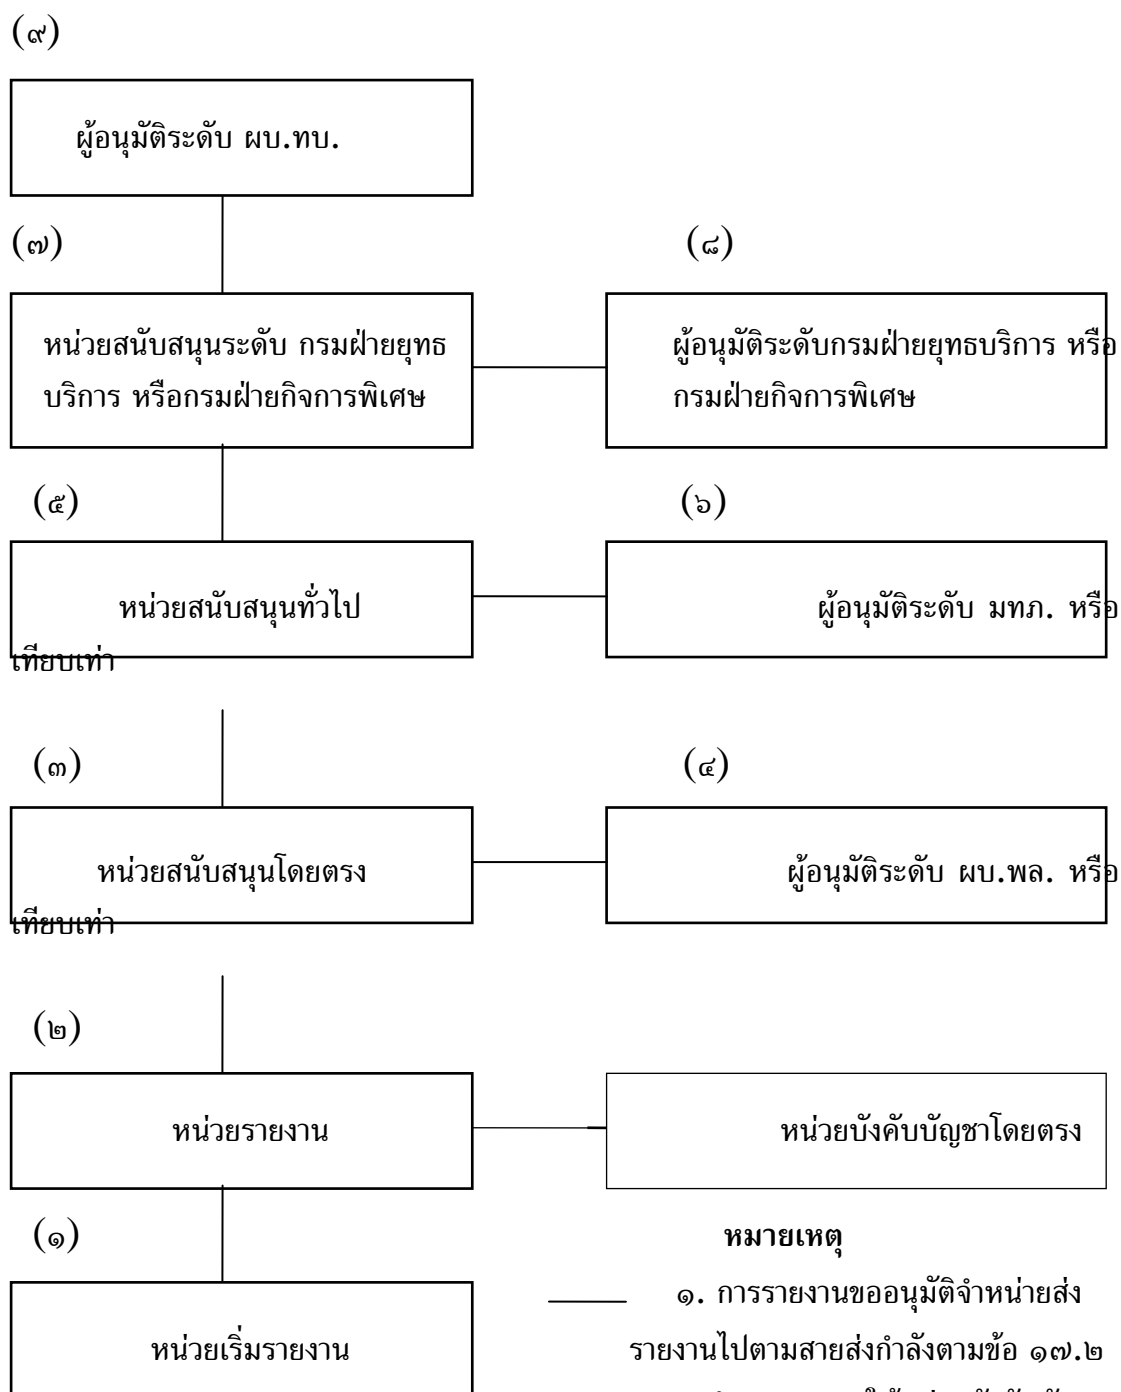 (๙)
ผู้อนุมัติระดับ ผบ.ทบ.
(๗)
(๘)
หน่วยสนับสนุนระดับ กรมฝ่ายยุทธ
บริการ หรือกรมฝ่ายกิจการพิเศษ
ผู้อนุมัติระดับกรมฝ่ายยุทธบริการ หรือ
กรมฝ่ายกิจการพิเศษ
(๕)
(๖)
หน่วยสนับสนุนทั่วไป
ผู้อนุมัติระดับ มทภ. หรือ
เทียบเท่า
(๓)
(๔)
หน่วยสนับสนุนโดยตรง
ผู้อนุมัติระดับ ผบ.พล. หรือ
เทียบเท่า
(๒)
หน่วยรายงาน
หน่วยบังคับบัญชาโดยตรง
(๑)
หน่วยเริ่มรายงาน
หมายเหตุ
๑. การรายงานขออนุมัติจำหน่ายส่ง
รายงานไปตามสายส่งกำลังตามข้อ ๑๗.๒